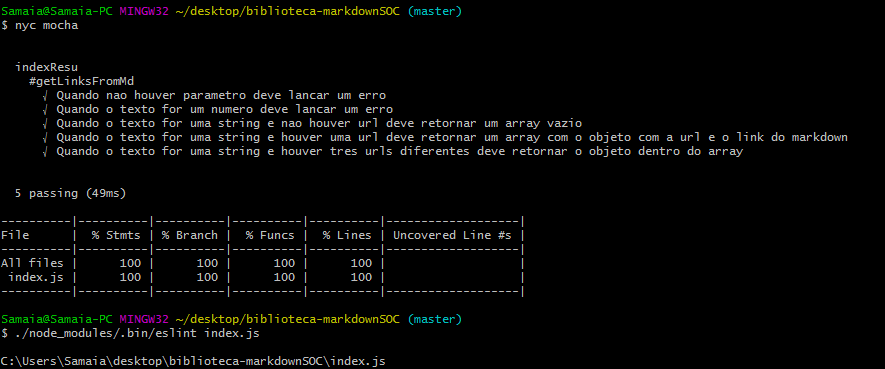 Samaia@Samaia-PC MINGW32 ~/desktop/biblioteca-markdownSOC (master)
$ nyc mocha
indexResu
#getLinksFromMd
√ Quando nao houver parametro deve lancar um erro
√ Quando o texto for um numero deve lancar um erro
√ Quando o texto for uma string e nao houver url deve retornar um array vazio
√ Quando o texto for uma string e houver uma url deve retornar um array com o objeto com a url e o link do markdown
√ Quando o texto for uma string e houver tres urls diferentes deve retornar o objeto dentro do array
5 passing (49ms)
----------|----------|----------|----------|----------|-------------------|
File      |  % Stmts | % Branch |  % Funcs |  % Lines | Uncovered Line #s |
----------|----------|----------|----------|----------|-------------------|
All files |      100 |      100 |      100 |      100 |                   |
 index.js |      100 |      100 |      100 |      100 |                   |
----------|----------|----------|----------|----------|-------------------|
Samaia@Samaia-PC MINGW32 ~/desktop/biblioteca-markdownSOC (master)
$ ./node_modules/.bin/eslint index.js
C:\Users\Samaia\desktop\biblioteca-markdownSOC\index.js